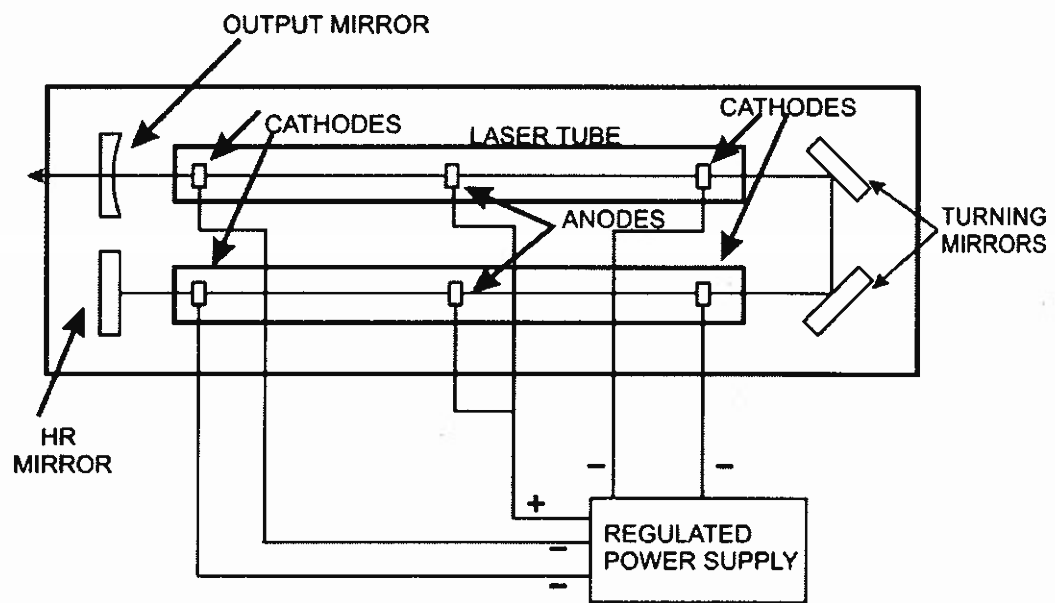 OUTPUT MIRROR
CATHODES
LASER TUBE
CATHODES
ANODES
TURNING
MIRRORS
HR
MIRROR
−
−
+
−
−
REGULATED
POWER SUPPLY